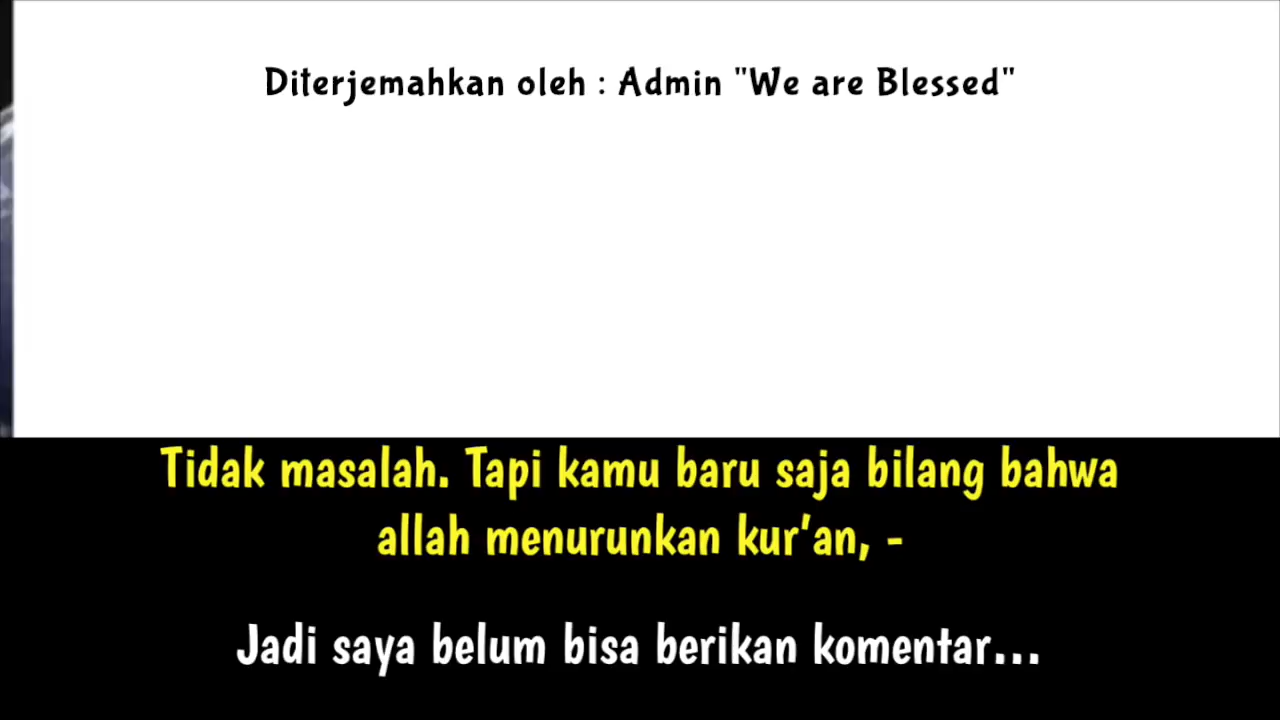 Diterjemahkan oleh : Admin "We are Blessed"
Tidak masalah. Tapi kamu baru saja bilang bahwa
allah menurunkan kur’an, -
Jadi saya belum bisa berikan komentar...